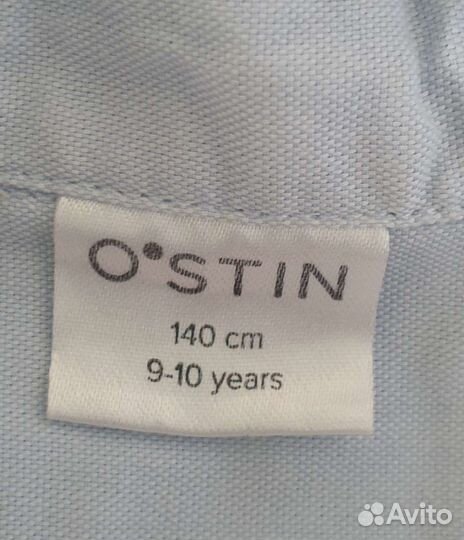 O'STIN
140 cm
9-10 years
Avito